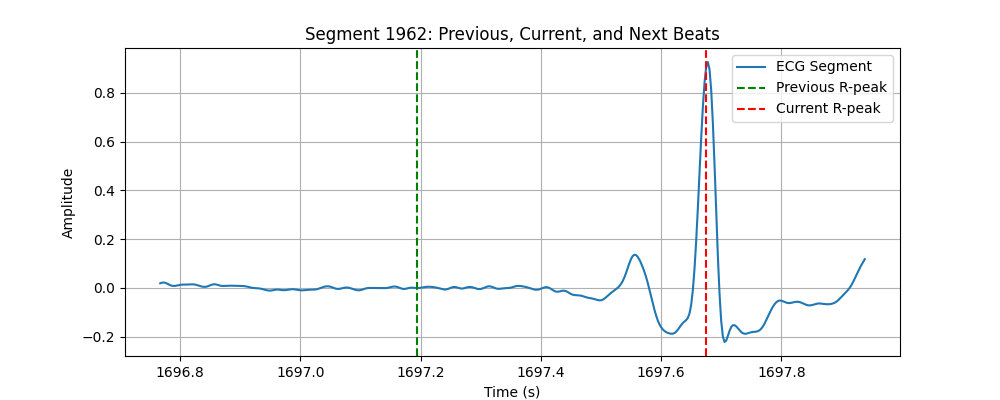 Segment 1962: Previous, Current, and Next Beats
ECG Segment
Previous R-peak
Current R-peak
Amplitude
0.8
0.6
0.4
0.2
0.0
−0.2
1696.8 1697.0 1697.2 1697.4 1697.6 1697.8
Time (s)